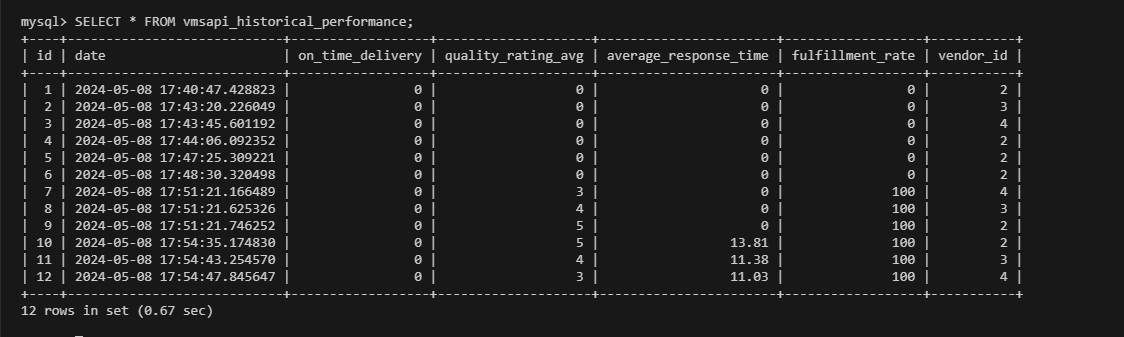 mysql> SELECT * FROM vmsapi_historical_performance;
+----+----------------------------+------------------+--------------------+-----------------------+------------------+-----------+
| id | date                       | on_time_delivery | quality_rating_avg | average_response_time | fulfillment_rate | vendor_id |
+----+----------------------------+------------------+--------------------+-----------------------+------------------+-----------+
|  1 | 2024-05-08 17:40:47.428823 |                0 |                  0 |                     0 |                0 |         2 |
|  2 | 2024-05-08 17:43:20.226049 |                0 |                  0 |                     0 |                0 |         3 |
|  3 | 2024-05-08 17:43:45.601192 |                0 |                  0 |                     0 |                0 |         4 |
|  4 | 2024-05-08 17:44:06.092352 |                0 |                  0 |                     0 |                0 |         2 |
|  5 | 2024-05-08 17:47:25.309221 |                0 |                  0 |                     0 |                0 |         2 |
|  6 | 2024-05-08 17:48:30.320498 |                0 |                  0 |                     0 |                0 |         2 |
|  7 | 2024-05-08 17:51:21.166489 |                0 |                  3 |                     0 |              100 |         4 |
|  8 | 2024-05-08 17:51:21.625326 |                0 |                  4 |                     0 |              100 |         3 |
|  9 | 2024-05-08 17:51:21.746252 |                0 |                  5 |                     0 |              100 |         2 |
| 10 | 2024-05-08 17:54:35.174830 |                0 |                  5 |                 13.81 |              100 |         2 |
| 11 | 2024-05-08 17:54:43.254570 |                0 |                  4 |                 11.38 |              100 |         3 |
| 12 | 2024-05-08 17:54:47.845647 |                0 |                  3 |                 11.03 |              100 |         4 |
+----+----------------------------+------------------+--------------------+-----------------------+------------------+-----------+
12 rows in set (0.67 sec)